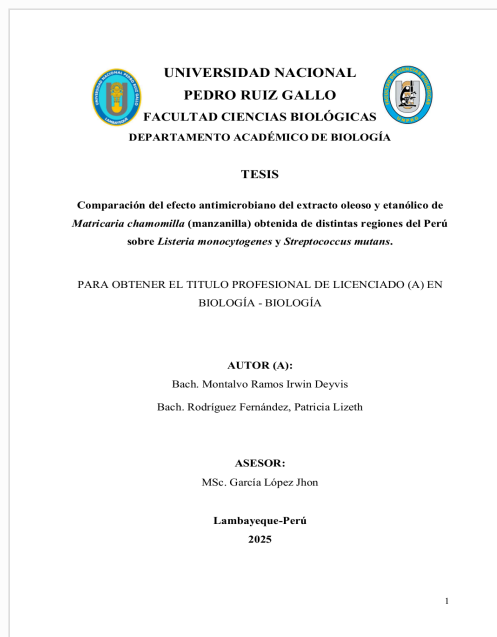 UNIVERSIDAD NACIONAL
PEDRO RUIZ GALLO
FACULTAD CIENCIAS BIOLÓGICAS
DEPARTAMENTO ACADÉMICO DE BIOLOGÍA
TESIS
Comparación del efecto antimicrobiano del extracto oleoso y etanólico de
Matricaria chamomilla (manzanilla) obtenida de distintas regiones del Perú
sobre Listeria monocytogenes y Streptococcus mutans.
PARA OBTENER EL TITULO PROFESIONAL DE LICENCIADO (A) EN
BIOLOGÍA - BIOLOGÍA
AUTOR (A):
Bach. Montalvo Ramos Irwin Deyvis
Bach. Rodríguez Fernández, Patricia Lizeth
ASESOR:
MSc. García López Jhon
Lambayeque-Perú
2025
1